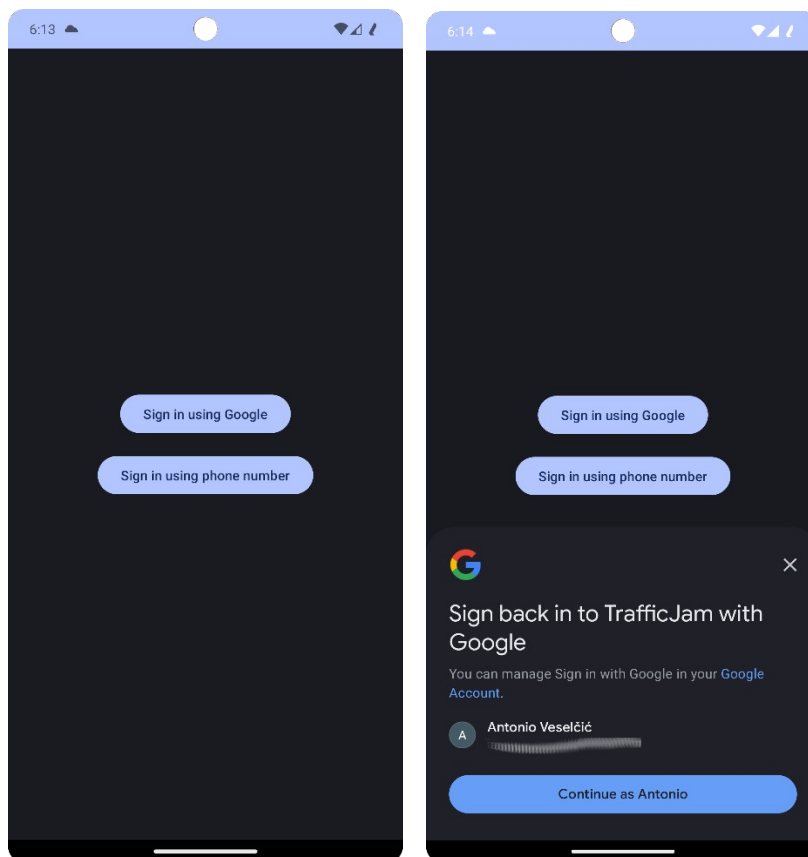 6:13
Sign in using Google
Sign in using phone number
6:14
Sign in using Google
Sign in using phone number
Sign back in to TrafficJam with
Google
You can manage Sign in with Google in your Google
Account.
A
Antonio Veselčić
Continue as Antonio